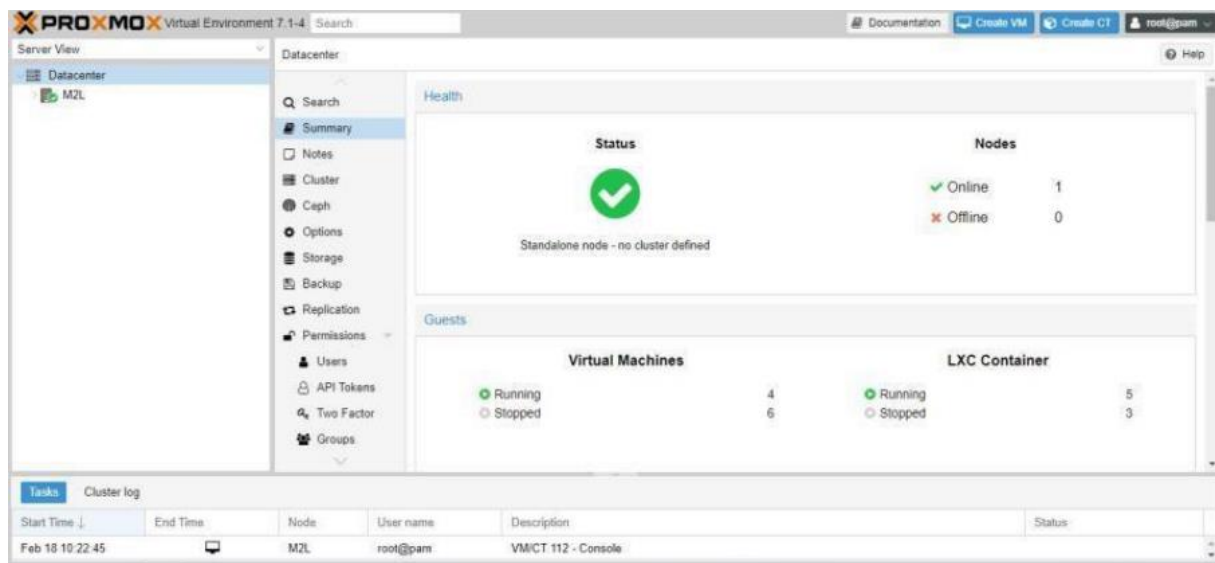 PROXMOX Virtual Environment 7.1-4 Search Documentation Create VM Create CT root@pam
Server View
Datacenter
M2L
Datacenter
Help
Search
Summary
Notes
Cluster
Ceph
Options
Storage
Backup
Replication
Permissions
Users
API Tokens
Two Factor
Groups
Health
Status
Standalone node - no cluster defined
Nodes
Online 1
Offline 0
Guests
Virtual Machines
Running 4
Stopped 6
LXC Container
Running 5
Stopped 3
Tasks Cluster log
Start Time ↓ End Time Node User name Description Status
Feb 18 10:22:45 M2L root@pam VM/CT 112 - Console